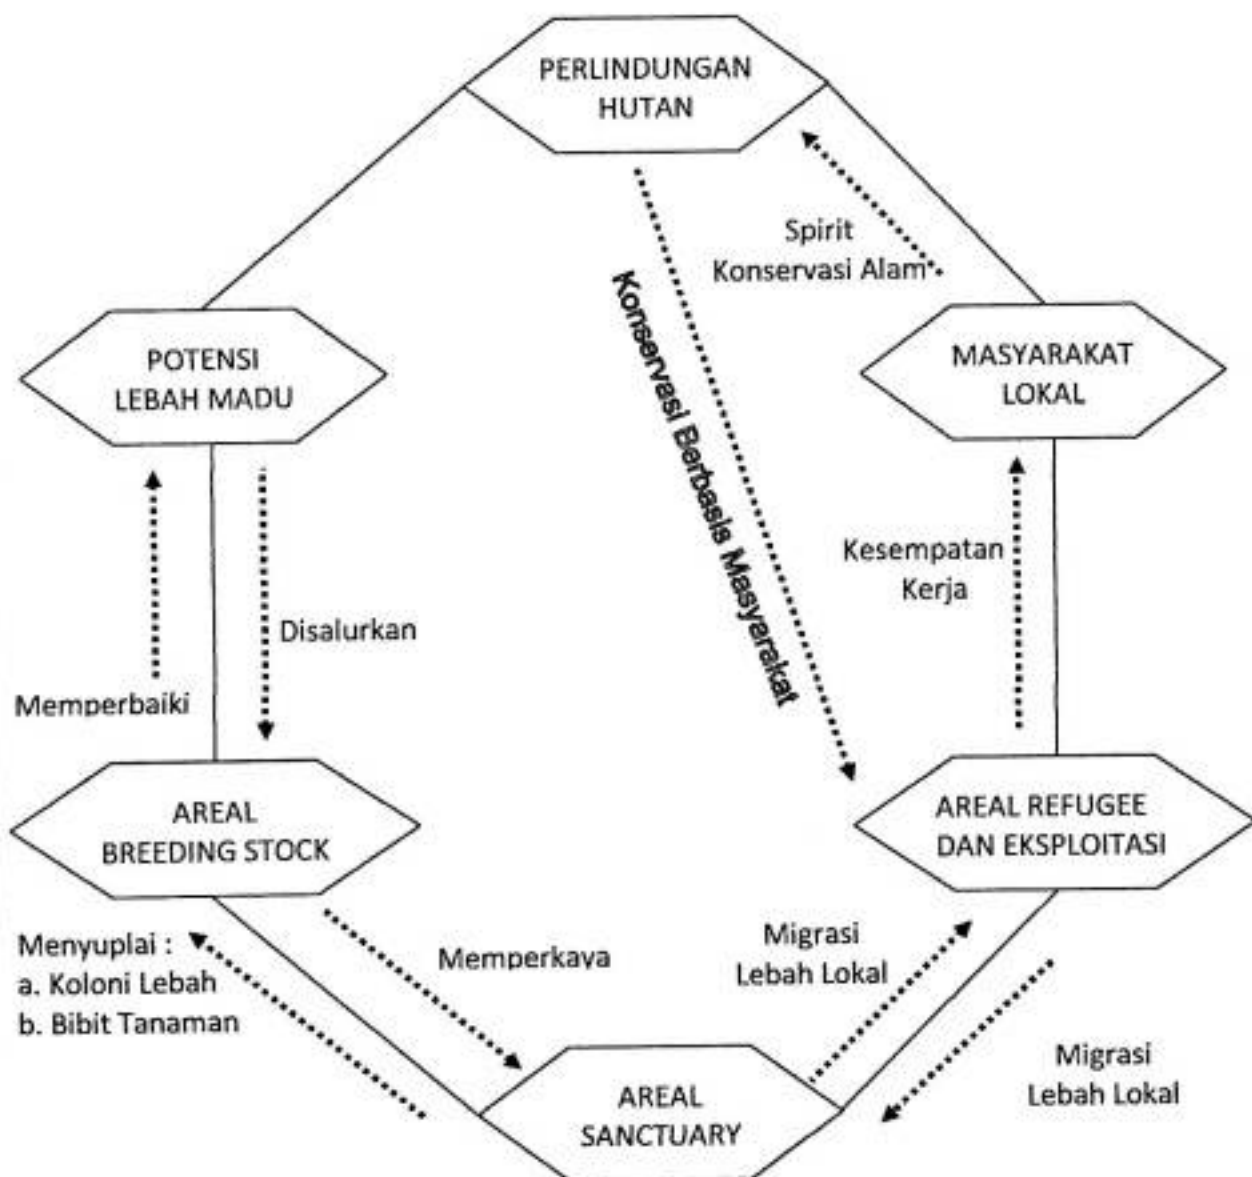 PERLINDUNGAN
HUTAN
Spirit
Konservasi Alam
Konservasi Berbasis Masyarakat
POTENSI
LEBAH MADU
MASYARAKAT
LOKAL
Kesempatan
Kerja
Disalurkan
Memperbaiki
AREAL
BREEDING STOCK
AREAL REFUGEE
DAN EKSPLOITASI
Menyuplai :
a. Koloni Lebah
b. Bibit Tanaman
Memperkaya
Migrasi
Lebah Lokal
Migrasi
Lebah Lokal
AREAL
SANCTUARY